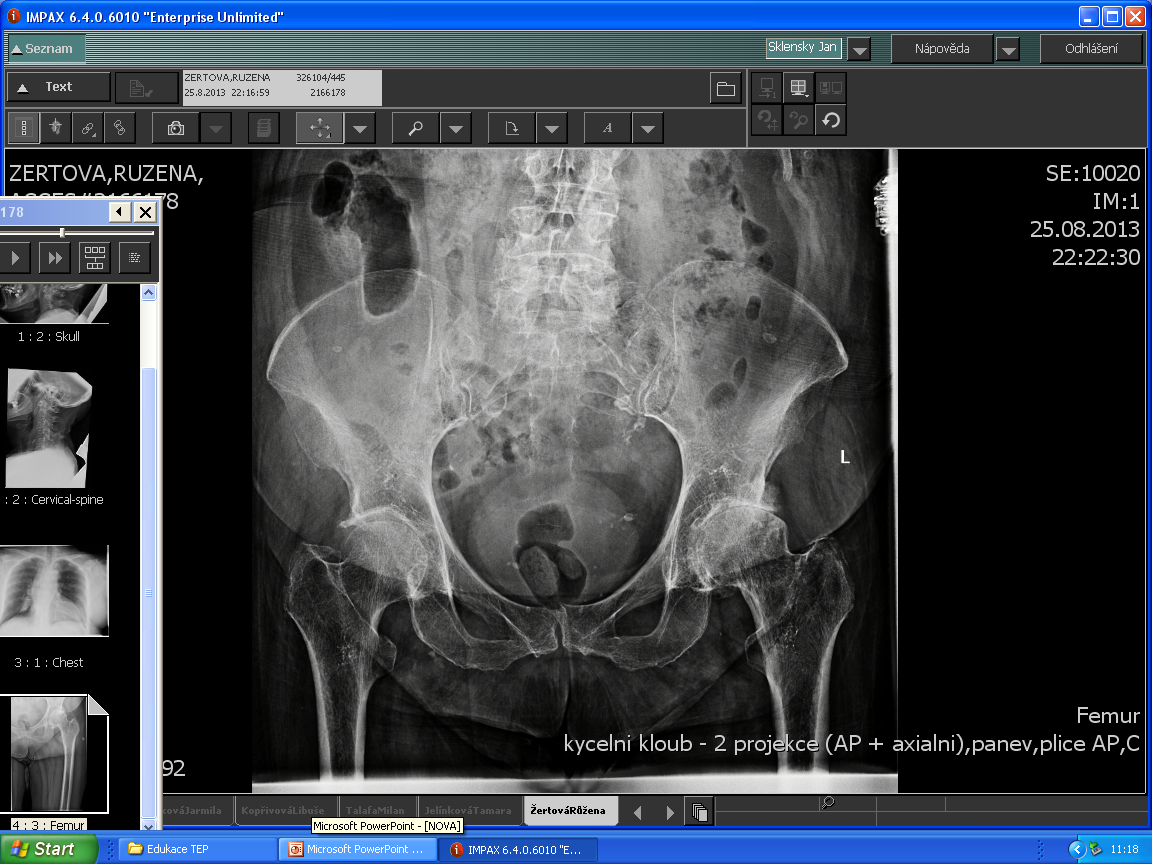 IMPAX 6.4.0.6010 "Enterprise Unlimited"
Seznam
Sklensky Jan
Nápověda
Odhlášení
Text
ZERTOVA,RUZENA 326104/445
25.8.2013 22:16:59 2166178
A
ZERTOVA,RUZENA,
178
SE:10020
IM:1
25.08.2013
22:22:30
1 : 2 : Skull
: 2 : Cervical-spine
3 : 1 : Chest
4 : 3 : Femur
L
Femur
kycelni kloub - 2 projekce (AP + axialni),panev,plice AP,C
92
ováJarmila
KopřivováLibuše
TalafaMilan
JelínkováTamara
ŽertováRůžena
Microsoft PowerPoint - [NOVA]
Start
Edukace TEP
Microsoft PowerPoint ...
IMPAX 6.4.0.6010 "E...
11:18